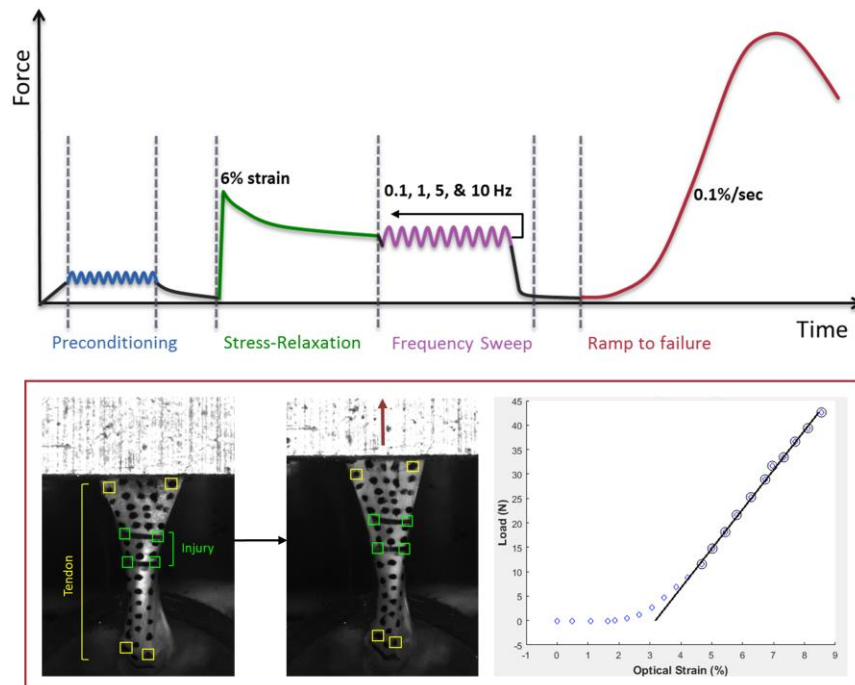 Force
6% strain
0.1, 1, 5, & 10 Hz
0.1%/sec
Time
Preconditioning
Stress-Relaxation
Frequency Sweep
Ramp to failure
Tendon
Injury
Load (N)
45
40
35
30
25
20
15
10
5
0
-5
-1 0 1 2 3 4 5 6 7 8 9
Optical Strain (%)